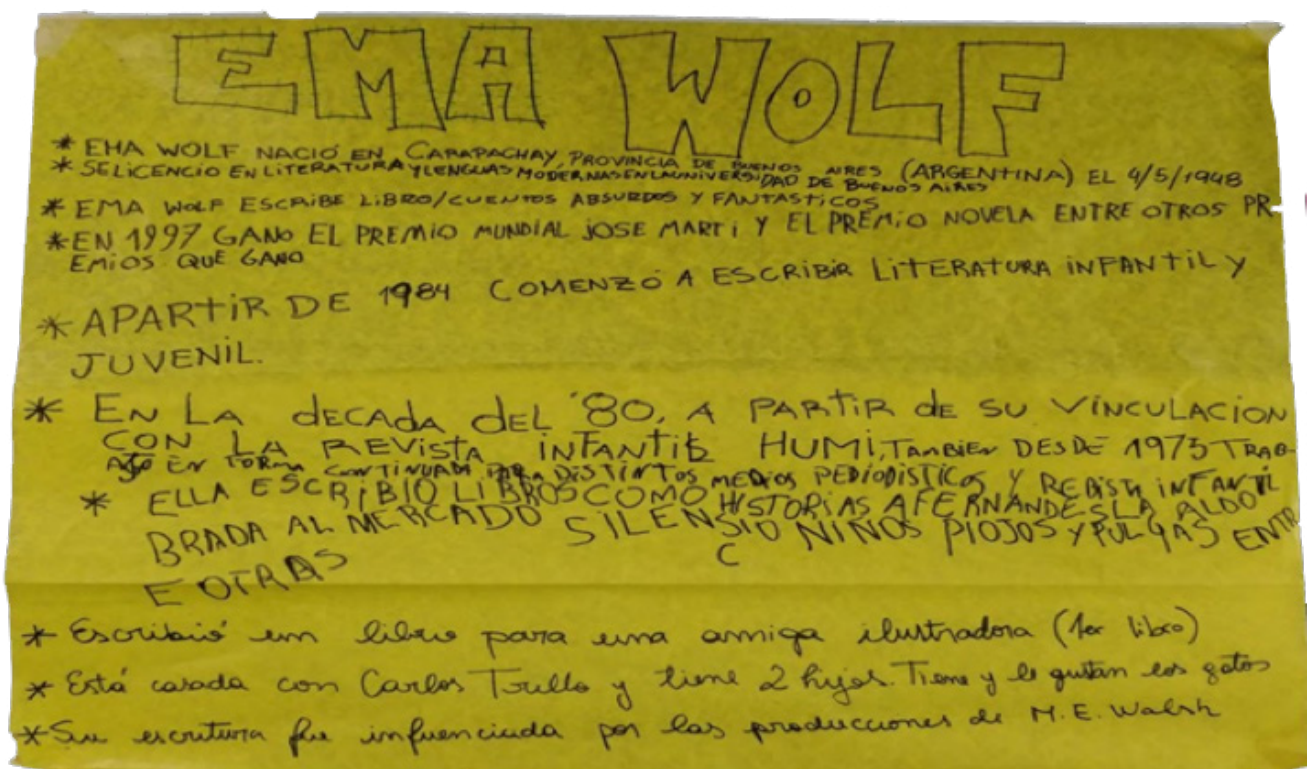 EMA WOLF
* EMA WOLF NACIÓ EN CARAPACHAY, PROVINCIA DE BUENOS AIRES (ARGENTINA) EL 4/5/1948
* SE LICENCIO EN LITERATURA Y LENGUAS MODERNAS EN LA UNIVERSIDAD DE BUENOS AIRES
* EMA WOLF ESCRIBE LIBRO/CUENTOS ABSURDOS Y FANTASTICOS
* EN 1997 GANO EL PREMIO MUNDIAL JOSE MARTI Y EL PREMIO NOVELA ENTRE OTROS PR-
EMIOS QUE GANO
* APARTIR DE 1984 COMENZÓ A ESCRIBIR LITERATURA INFANTIL Y
JUVENIL.
* EN LA decada del '80, A PARTIR de SU VINCULACION
CON LA REVISTA INFANTIL HUMI, TAMBIEN DESDE 1975 TRAB-
AJO EN FORMA CONTINUADA PARA DISTINTOS MEDIOS PEDIODISTICOS Y REBISTA INFANTIL
* ELLA ESCRIBIO LIBROS COMO HISTORIAS A FERNANDES LA ALDO
BRADA AL MERCADO SILENSIO NIÑOS PIOJOS Y PULGAS ENTR
C
E OTRAS
* Escribió un libro para una amiga ilustradora (1er libro)
* Está casada con Carlos Trullo y tiene 2 hijos. Tiene y le gustan los gatos
* Su escritura fue infuenciada por las producciones de M.E. Walsh